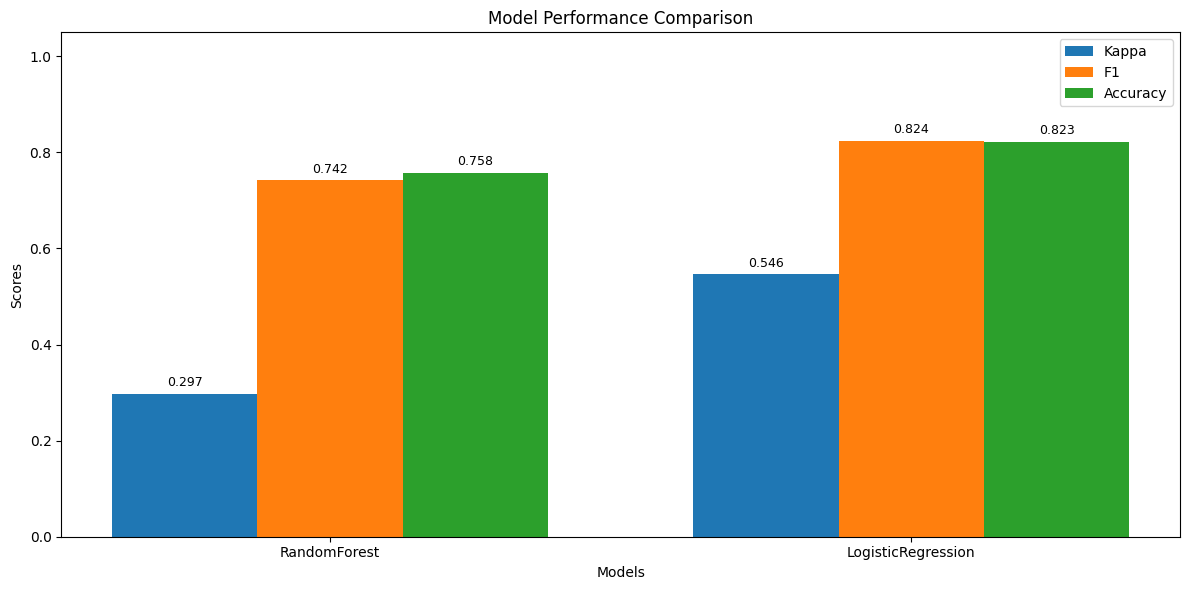 Model Performance Comparison
Kappa
F1
Accuracy
1.0
0.8
0.6
0.4
0.2
0.0
Scores
0.297
0.742
0.758
0.546
0.824
0.823
RandomForest
LogisticRegression
Models